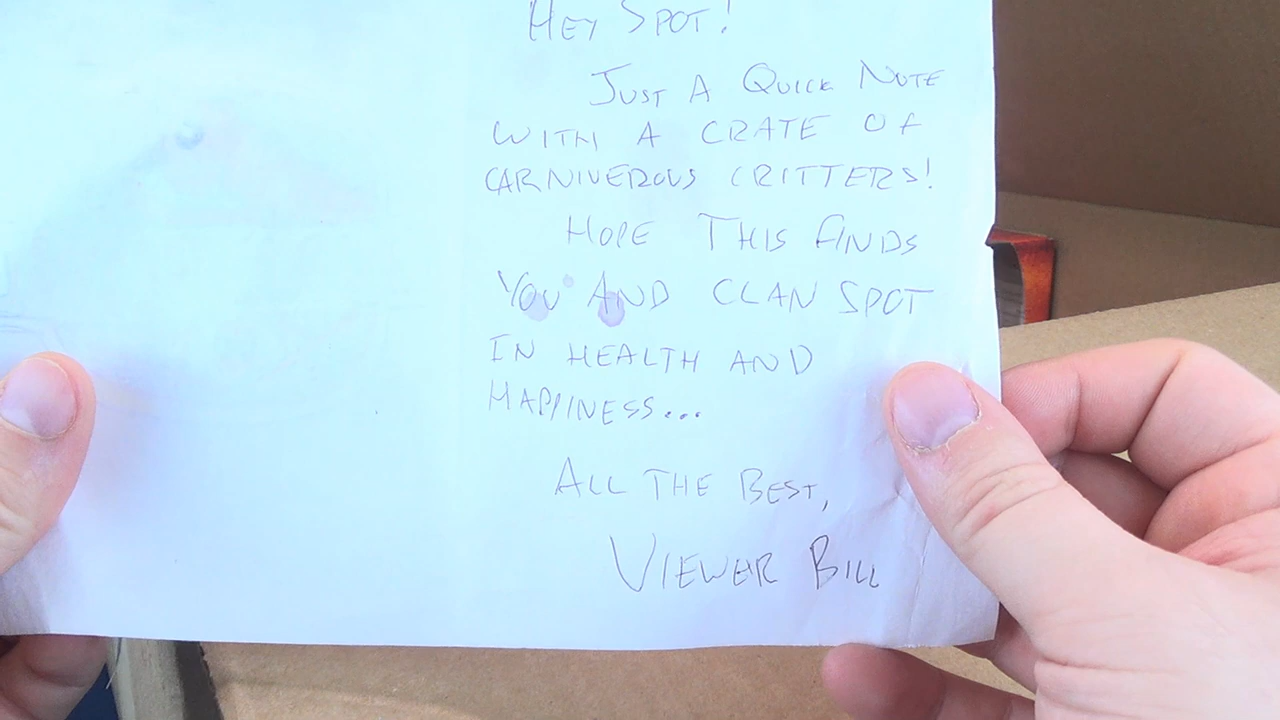 HEY SPOT!
JUST A QUICK NOTE
WITH A CRATE OF
CARNIVEROUS CRITTERS!
HOPE THIS FINDS
YOU AND CLAN SPOT
IN HEALTH AND
HAPPINESS...
ALL THE BEST,
VIEWER BILL